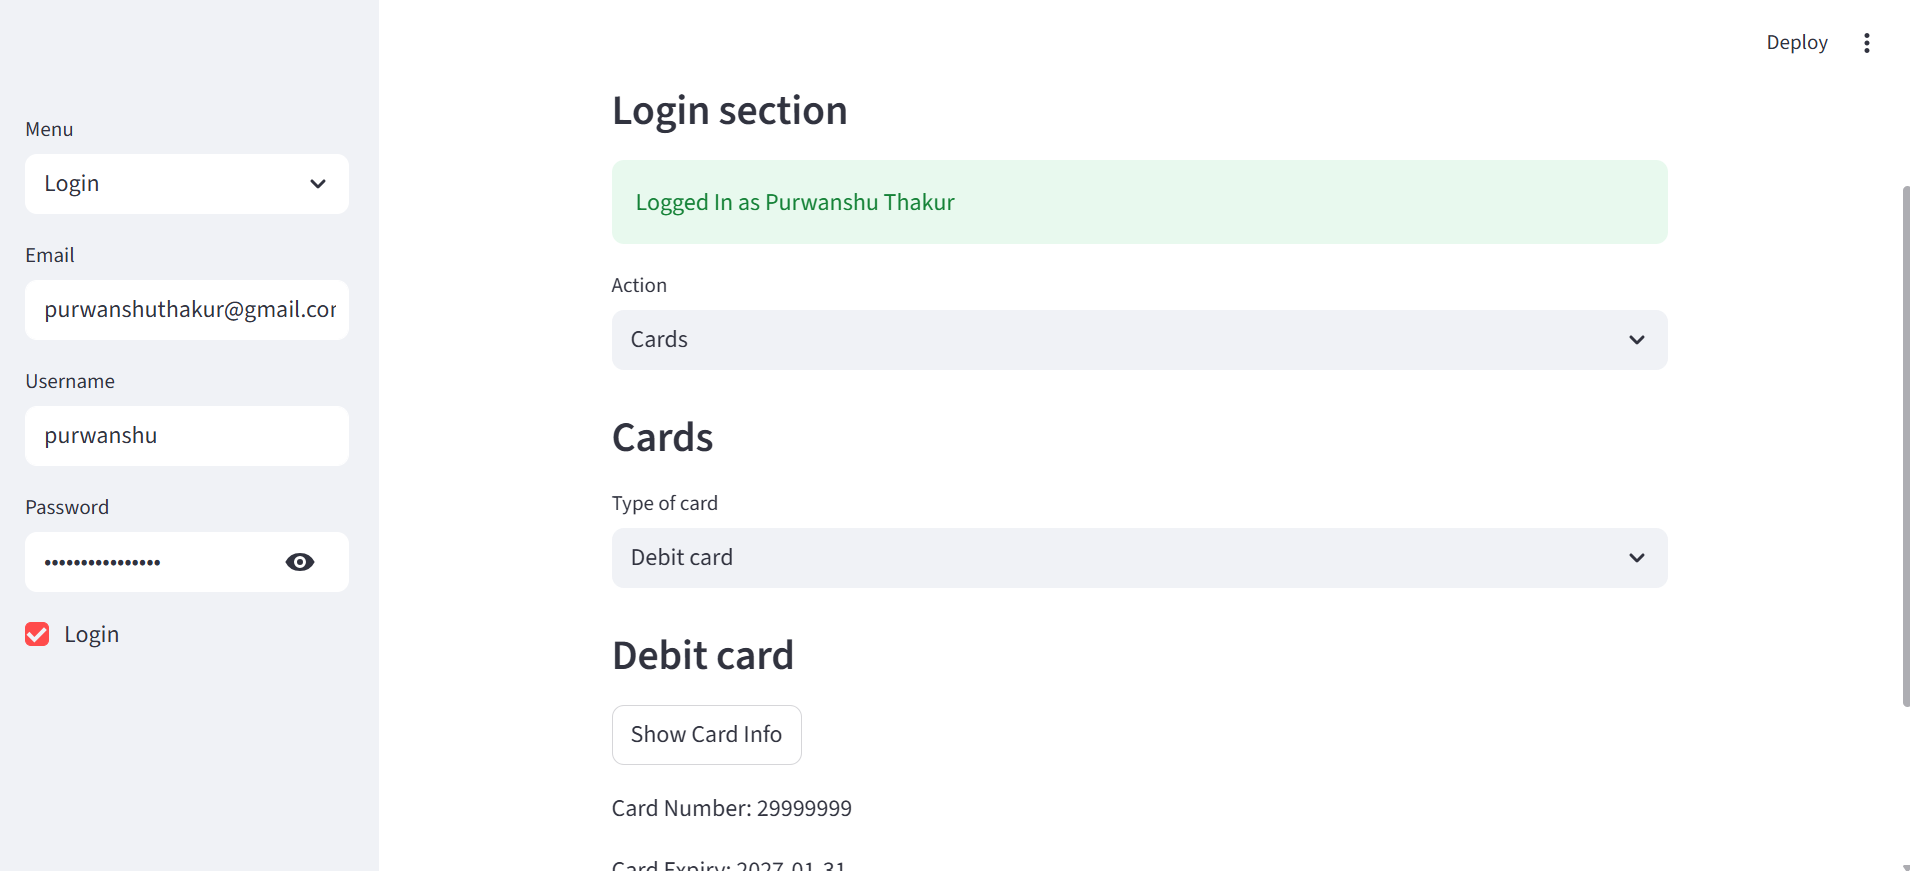 Deploy
Menu
Login
Email
purwanshuthakur@gmail.cor
Username
purwanshu
Password
••••••••••••••••
Login
Login section
Logged In as Purwanshu Thakur
Action
Cards
Cards
Type of card
Debit card
Debit card
Show Card Info
Card Number: 29999999
Card Expiry: 2027-01-31